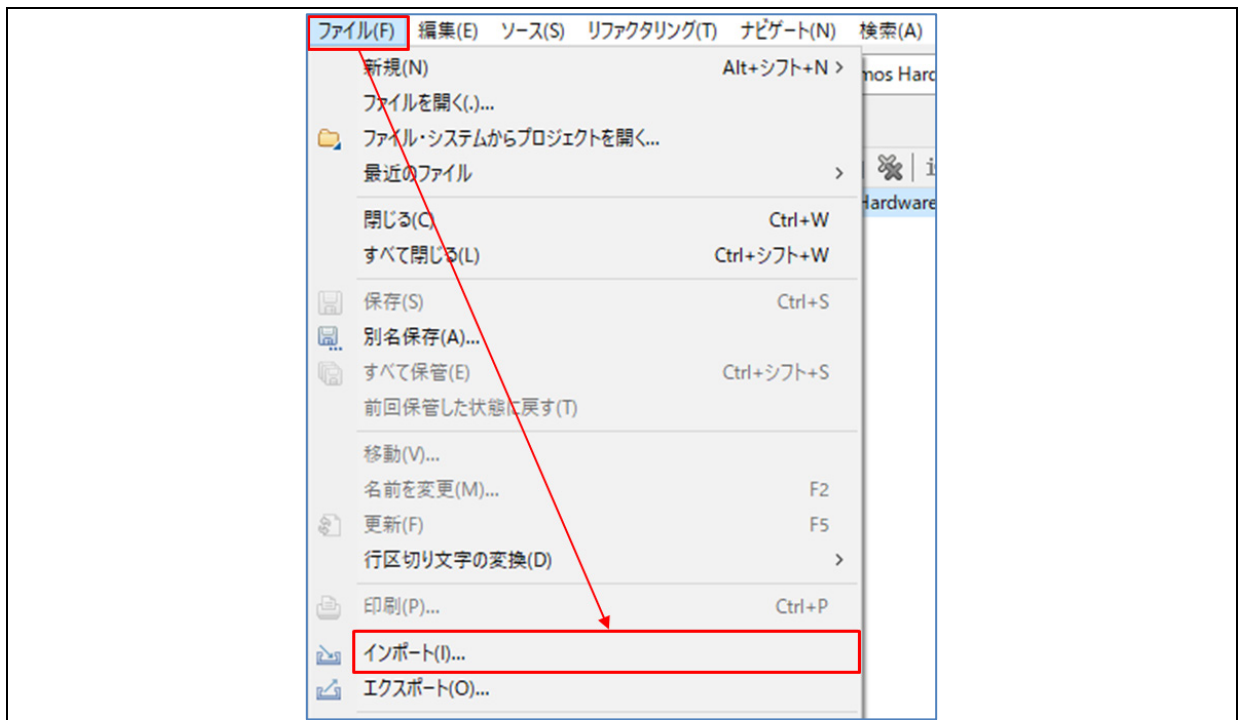 ファイル(F) 編集(E) ソース(S) リファクタリング(T) ナビゲート(N) 検索(A)
新規(N) Alt+シフト+N >
mos Hard
ファイルを開く(.)...
ファイル・システムからプロジェクトを開く...
最近のファイル >
Hardware
閉じる(C) Ctrl+W
すべて閉じる(L) Ctrl+シフト+W
保存(S) Ctrl+S
別名保存(A)...
すべて保管(E) Ctrl+シフト+S
前回保管した状態に戻す(T)
移動(V)...
名前を変更(M)... F2
更新(F) F5
行区切り文字の変換(D) >
印刷(P)... Ctrl+P
インポート(I)...
エクスポート(O)...